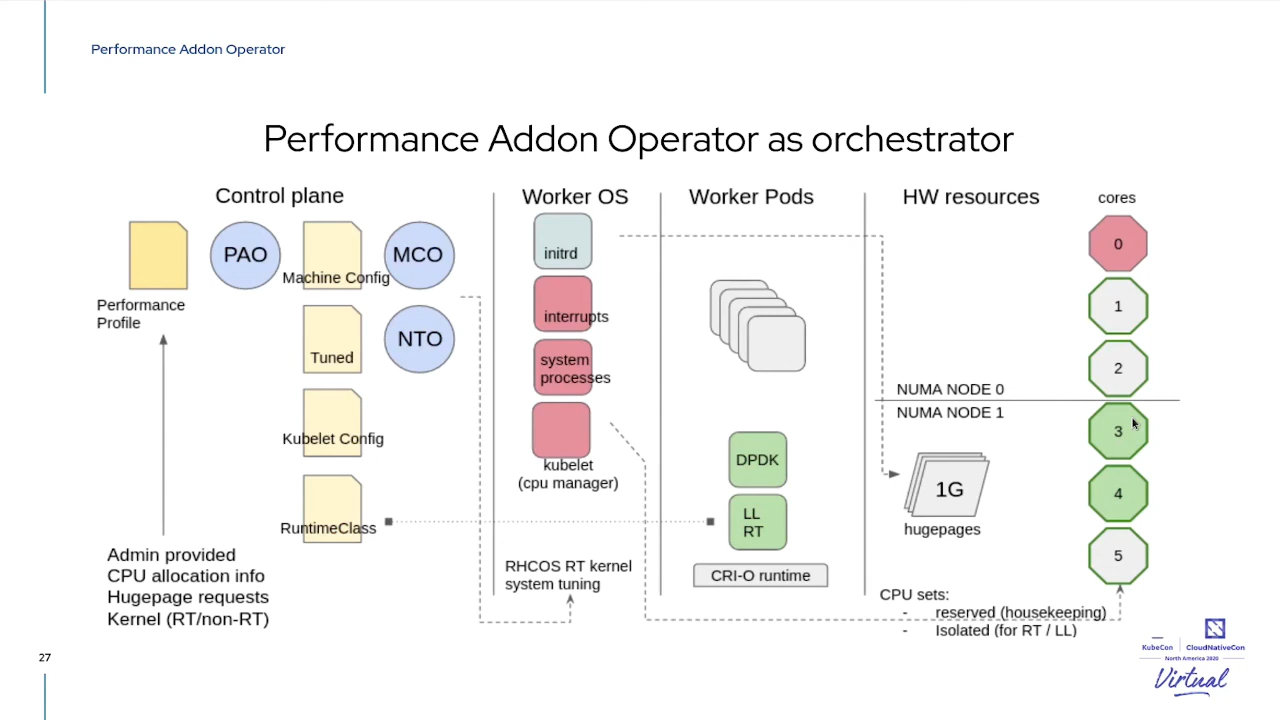 Performance Addon Operator
Performance Addon Operator as orchestrator
Control plane
Worker OS
Worker Pods
HW resources
cores
PAO
Machine Config
MCO
Performance
Profile
Tuned
NTO
Kubelet Config
RuntimeClass
Admin provided
CPU allocation info
Hugepage requests
Kernel (RT/non-RT)
initrd
interrupts
system
processes
kubelet
(cpu manager)
RHCOS RT kernel
system tuning
DPDK
LL
RT
CRI-O runtime
NUMA NODE 0
NUMA NODE 1
1G
hugepages
0
1
2
3
4
5
CPU sets:
- reserved (housekeeping)
- Isolated (for RT / LL)
27
KubeCon
CloudNativeCon
North America 2020
Virtual